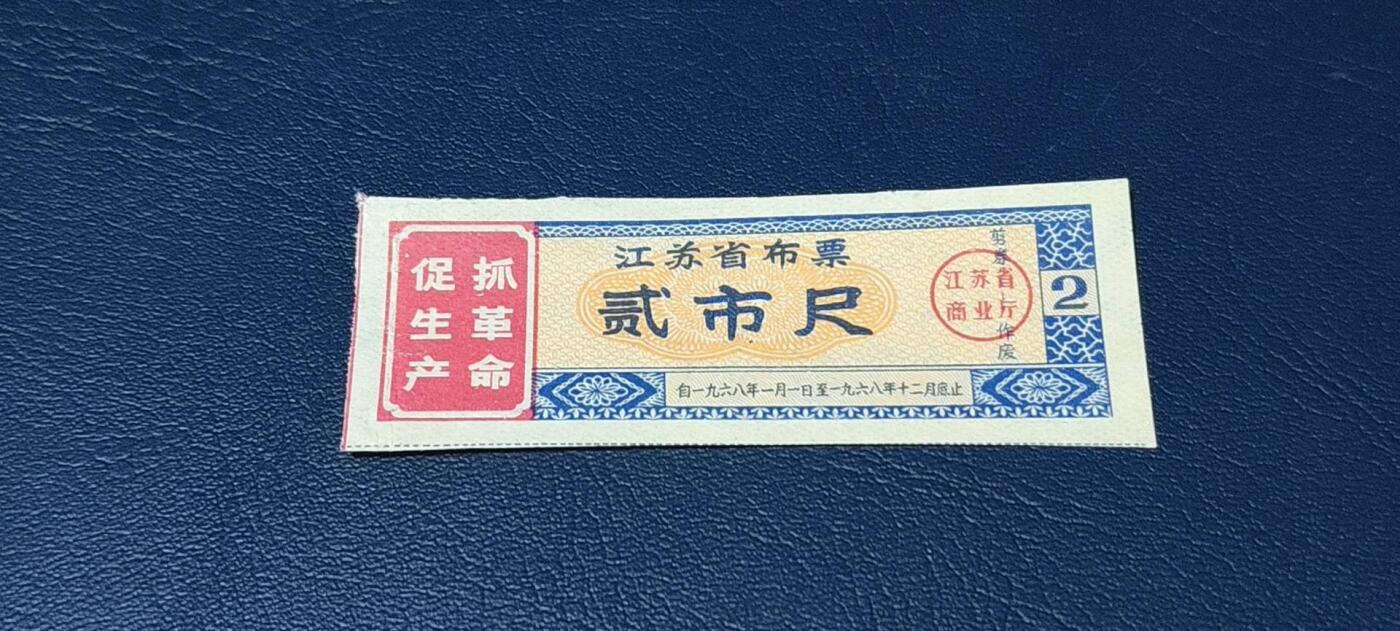 抓革命
促生产
江苏省布票
贰市尺
自一九六八年一月一日至一九六八年十二月底止
江苏省
商业厅
剪
作废
2